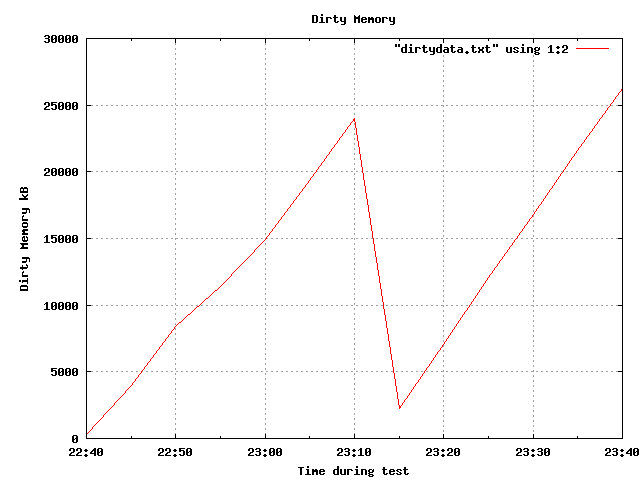 Dirty Memory
"dirtydata.txt" using 1:2
30000
25000
20000
15000
10000
5000
0
Dirty Memory kB
22:40 22:50 23:00 23:10 23:20 23:30 23:40
Time during test